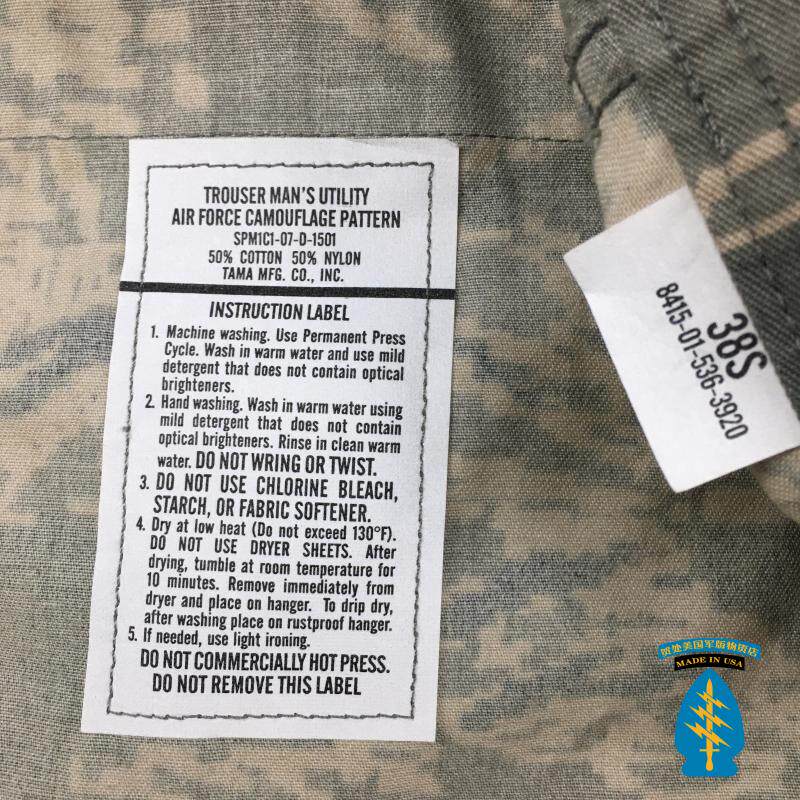 TROUSER MAN'S UTILITY
AIR FORCE CAMOUFLAGE PATTERN
SPM1C1-07-D-1501
50% COTTON 50% NYLON
TAMA MFG. CO., INC.
INSTRUCTION LABEL
1. Machine washing. Use Permanent Press
Cycle. Wash in warm water and use mild
detergent that does not contain optical
brighteners.
2. Hand washing. Wash in warm water using
mild detergent that does not contain
optical brighteners. Rinse in clean warm
water. DO NOT WRING OR TWIST.
3. DO NOT USE CHLORINE BLEACH,
STARCH, OR FABRIC SOFTENER.
4. Dry at low heat (Do not exceed 130°F).
DO NOT USE DRYER SHEETS. After
drying, tumble at room temperature for
10 minutes. Remove immediately from
dryer and place on hanger. To drip dry,
after washing place on rustproof hanger.
5. If needed, use light ironing.
DO NOT COMMERCIALLY HOT PRESS.
DO NOT REMOVE THIS LABEL
38S
8415-01-536-3920
美国军版物资店
MADE IN USA